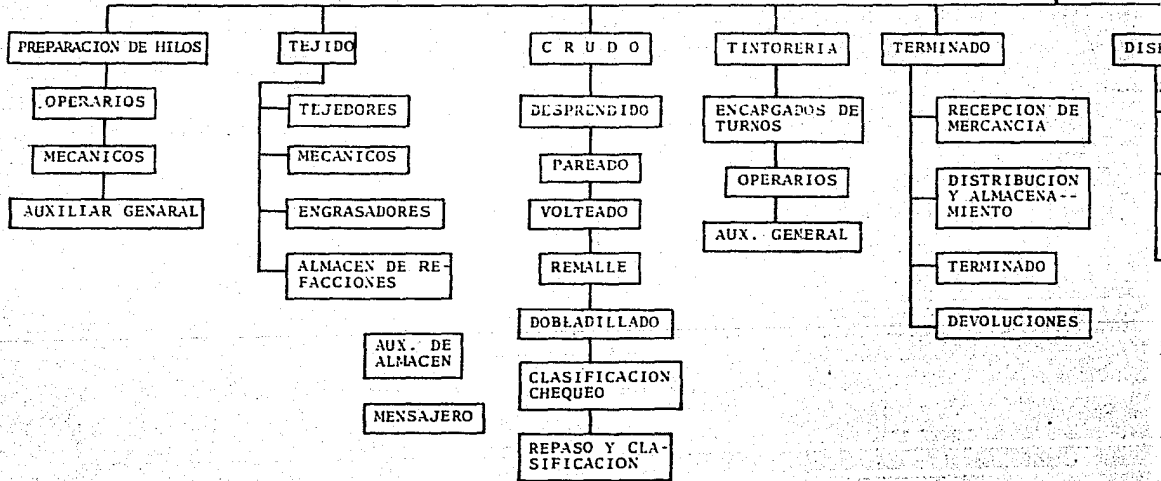 PREPARACION DE HILOS
OPERARIOS
MECANICOS
AUXILIAR GENARAL
TEJIDO
TEJEDORES
MECANICOS
ENGRASADORES
ALMACEN DE RE-
FACCIONES
AUX. DE
ALMACEN
MENSAJERO
C R U D O
DESPRENDIDO
PAREADO
VOLTEADO
REMALLE
DOBLADILLADO
CLASIFICACION
CHEQUEO
REPASO Y CLA-
SIFICACION
TINTORERIA
ENCARGADOS DE
TURNOS
OPERARIOS
AUX. GENERAL
TERMINADO
RECEPCION DE
MERCANCIA
DISTRIBUCION
Y ALMACENA--
MIENTO
TERMINADO
DEVOLUCIONES